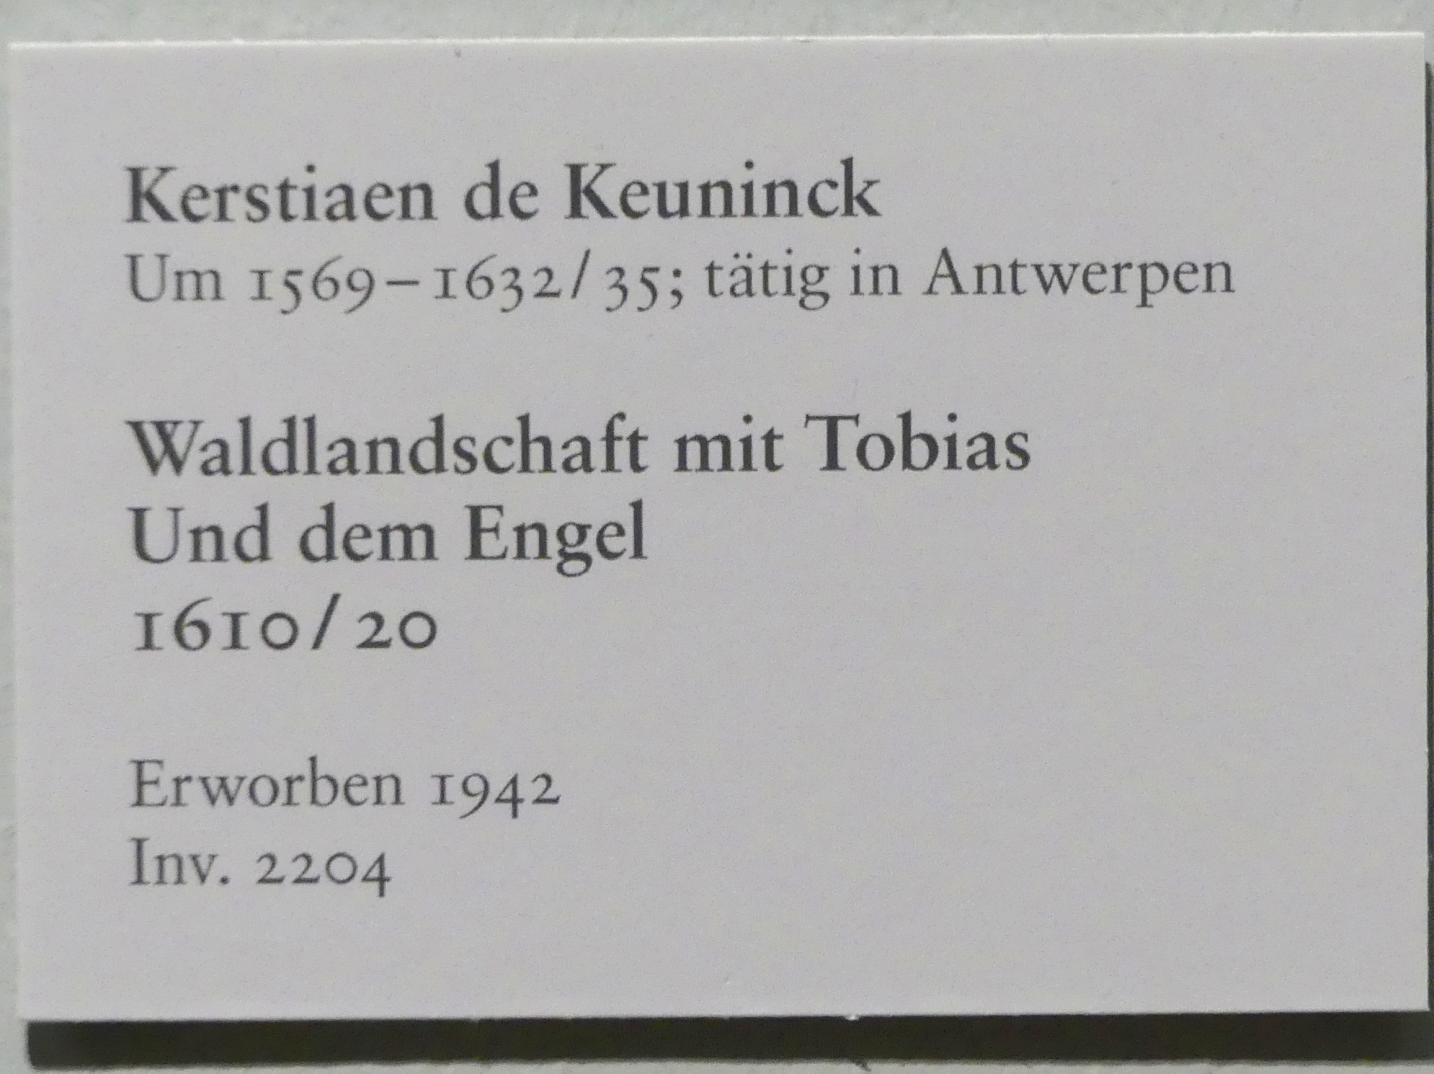 Kerstiaen de Keuninck
Um 1569–1632/35; tätig in Antwerpen
Waldlandschaft mit Tobias
Und dem Engel
1610/20
Erworben 1942
Inv. 2204